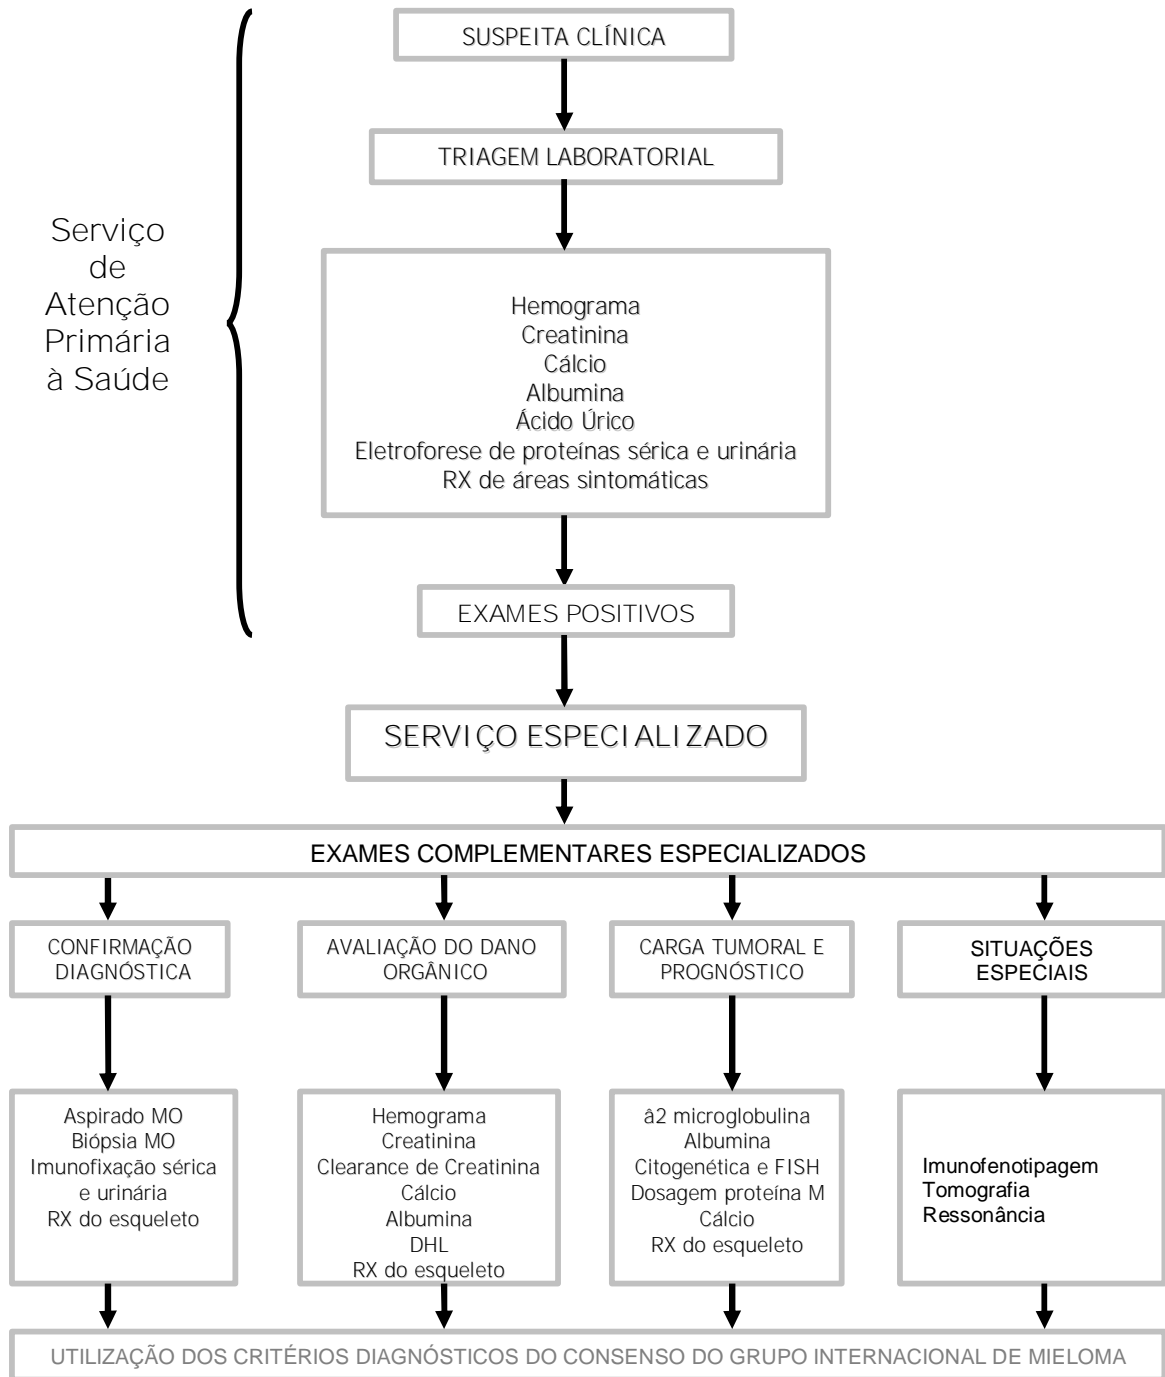 SUSPEITA CLÍNICA
TRIAGEM LABORATORIAL
Serviço
de
Atenção
Primária
à Saúde
Hemograma
Creatinina
Cálcio
Albumina
Ácido Úrico
Eletroforese de proteínas sérica e urinária
RX de áreas sintomáticas
EXAMES POSITIVOS
SERVIÇO ESPECIALIZADO
EXAMES COMPLEMENTARES ESPECIALIZADOS
CONFIRMAÇÃO
DIAGNÓSTICA
AVALIAÇÃO DO DANO
ORGÂNICO
CARGA TUMORAL E
PROGNÓSTICO
SITUAÇÕES
ESPECIAIS
Aspirado MO
Biópsia MO
Imunofixação sérica
e urinária
RX do esqueleto
Hemograma
Creatinina
Clearance de Creatinina
Cálcio
Albumina
DHL
RX do esqueleto
â2 microglobulina
Albumina
Citogenética e FISH
Dosagem proteína M
Cálcio
RX do esqueleto
Imunofenotipagem
Tomografia
Ressonância
UTILIZAÇÃO DOS CRITÉRIOS DIAGNÓSTICOS DO CONSENSO DO GRUPO INTERNACIONAL DE MIELOMA